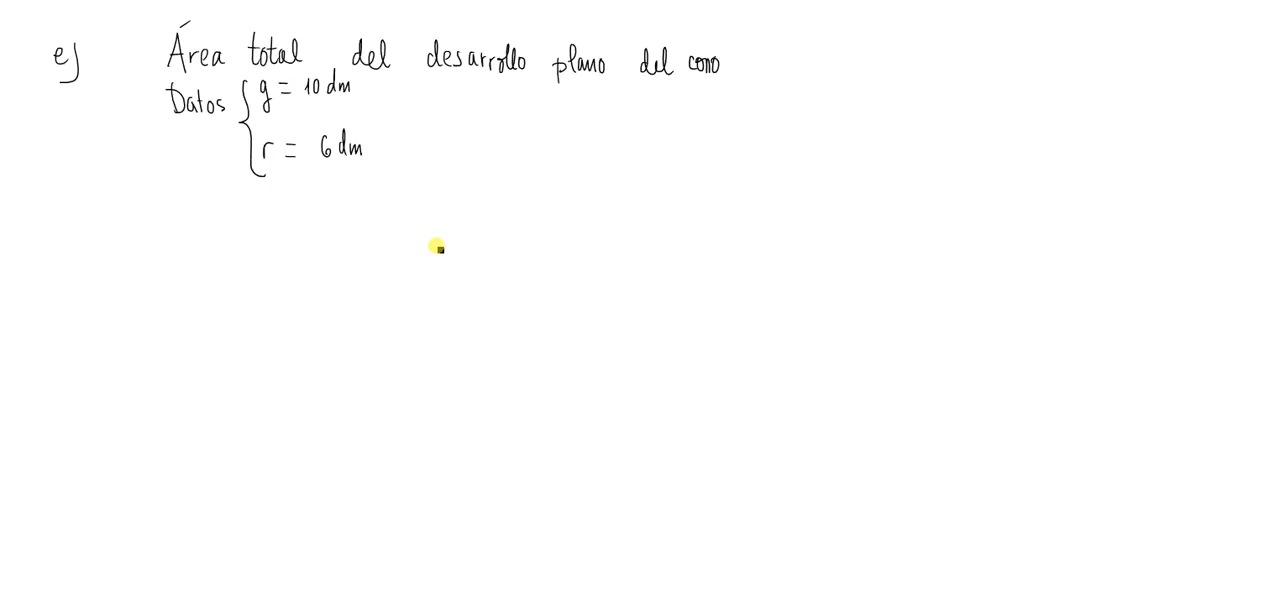 e) Área total del desarrollo plano del cono
Datos { g = 10 dm
r = 6 dm